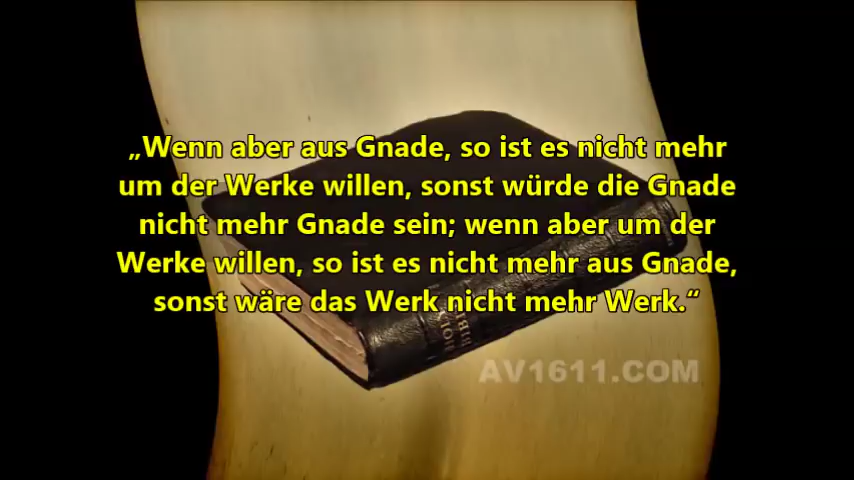 „Wenn aber aus Gnade, so ist es nicht mehr
um der Werke willen, sonst würde die Gnade
nicht mehr Gnade sein; wenn aber um der
Werke willen, so ist es nicht mehr aus Gnade,
sonst wäre das Werk nicht mehr Werk.“
HOLY
BIBLE
AV1611.COM